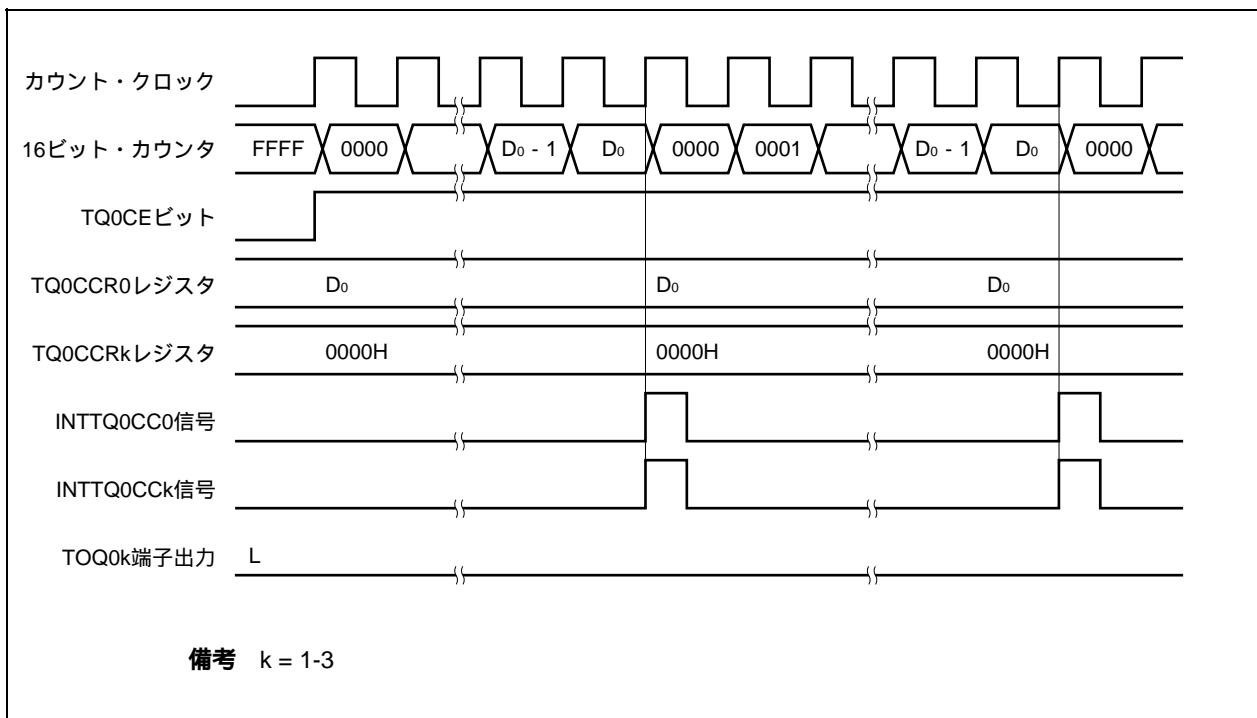 カウント・クロック
16ビット・カウンタ FFFF 0000 D0 - 1 D0 0000 0001 D0 - 1 D0 0000
TQ0CEビット
TQ0CCR0レジスタ D0 D0 D0
TQ0CCRkレジスタ 0000H 0000H 0000H
INTTQ0CC0信号
INTTQ0CCk信号
TOQ0k端子出力 L
備考 k = 1-3